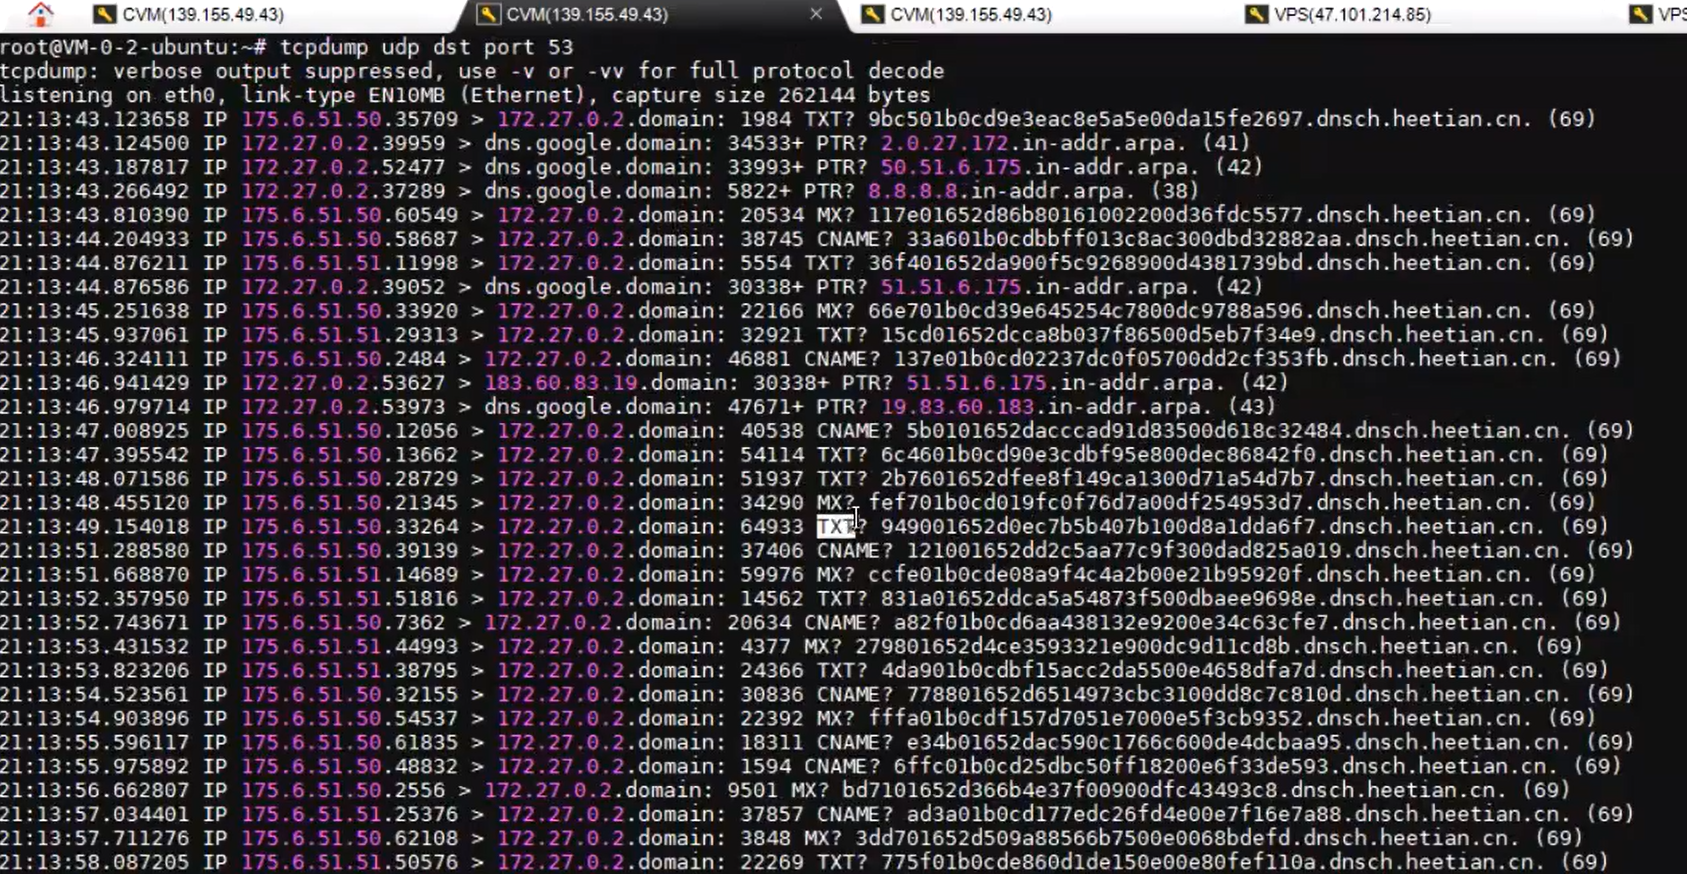 CVM(139.155.49.43) CVM(139.155.49.43) × CVM(139.155.49.43) VPS(47.101.214.85) VPS
root@VM-0-2-ubuntu:~# tcpdump udp dst port 53
tcpdump: verbose output suppressed, use -v or -vv for full protocol decode
listening on eth0, link-type EN10MB (Ethernet), capture size 262144 bytes
21:13:43.123658 IP 175.6.51.50.35709 > 172.27.0.2.domain: 1984 TXT? 9bc501b0cd9e3eac8e5a5e00da15fe2697.dnsch.heetian.cn. (69)
21:13:43.124500 IP 172.27.0.2.39959 > dns.google.domain: 34533+ PTR? 2.0.27.172.in-addr.arpa. (41)
21:13:43.187817 IP 172.27.0.2.52477 > dns.google.domain: 33993+ PTR? 50.51.6.175.in-addr.arpa. (42)
21:13:43.266492 IP 172.27.0.2.37289 > dns.google.domain: 5822+ PTR? 8.8.8.8.in-addr.arpa. (38)
21:13:43.810390 IP 175.6.51.50.60549 > 172.27.0.2.domain: 20534 MX? 117e01652d86b80161002200d36fdc5577.dnsch.heetian.cn. (69)
21:13:44.204933 IP 175.6.51.50.58687 > 172.27.0.2.domain: 38745 CNAME? 33a601b0cdbbff013c8ac300dbd32882aa.dnsch.heetian.cn. (69)
21:13:44.876211 IP 175.6.51.51.11998 > 172.27.0.2.domain: 5554 TXT? 36f401652da900f5c9268900d4381739bd.dnsch.heetian.cn. (69)
21:13:44.876586 IP 172.27.0.2.39052 > dns.google.domain: 30338+ PTR? 51.51.6.175.in-addr.arpa. (42)
21:13:45.251638 IP 175.6.51.50.33920 > 172.27.0.2.domain: 22166 MX? 66e701b0cd39e645254c7800dc9788a596.dnsch.heetian.cn. (69)
21:13:45.937061 IP 175.6.51.51.29313 > 172.27.0.2.domain: 32921 TXT? 15cd01652dcca8b037f86500d5eb7f34e9.dnsch.heetian.cn. (69)
21:13:46.324111 IP 175.6.51.50.2484 > 172.27.0.2.domain: 46881 CNAME? 137e01b0cd02237dc0f05700dd2cf353fb.dnsch.heetian.cn. (69)
21:13:46.941429 IP 172.27.0.2.53627 > 183.60.83.19.domain: 30338+ PTR? 51.51.6.175.in-addr.arpa. (42)
21:13:46.979714 IP 172.27.0.2.53973 > dns.google.domain: 47671+ PTR? 19.83.60.183.in-addr.arpa. (43)
21:13:47.008925 IP 175.6.51.50.12056 > 172.27.0.2.domain: 40538 CNAME? 5b0101652dacccad91d83500d618c32484.dnsch.heetian.cn. (69)
21:13:47.395542 IP 175.6.51.50.13662 > 172.27.0.2.domain: 54114 TXT? 6c4601b0cd90e3cdbf95e800dec86842f0.dnsch.heetian.cn. (69)
21:13:48.071586 IP 175.6.51.50.28729 > 172.27.0.2.domain: 51937 TXT? 2b7601652dfee8f149ca1300d71a54d7b7.dnsch.heetian.cn. (69)
21:13:48.455120 IP 175.6.51.50.21345 > 172.27.0.2.domain: 34290 MX? fef701b0cd019fc0f76d7a00df254953d7.dnsch.heetian.cn. (69)
21:13:49.154018 IP 175.6.51.50.33264 > 172.27.0.2.domain: 64933 TXT? 949001652d0ec7b5b407b100d8a1dda6f7.dnsch.heetian.cn. (69)
21:13:51.288580 IP 175.6.51.50.39139 > 172.27.0.2.domain: 37406 CNAME? 121001652dd2c5aa77c9f300dad825a019.dnsch.heetian.cn. (69)
21:13:51.668870 IP 175.6.51.51.14689 > 172.27.0.2.domain: 59976 MX? ccfe01b0cde08a9f4c4a2b00e21b95920f.dnsch.heetian.cn. (69)
21:13:52.357950 IP 175.6.51.51.51816 > 172.27.0.2.domain: 14562 TXT? 831a01652ddca5a54873f500dbaee9698e.dnsch.heetian.cn. (69)
21:13:52.743671 IP 175.6.51.50.7362 > 172.27.0.2.domain: 20634 CNAME? a82f01b0cd6aa438132e9200e34c63cfe7.dnsch.heetian.cn. (69)
21:13:53.431532 IP 175.6.51.51.44993 > 172.27.0.2.domain: 4377 MX? 279801652d4ce3593321e900dc9d11cd8b.dnsch.heetian.cn. (69)
21:13:53.823206 IP 175.6.51.51.38795 > 172.27.0.2.domain: 24366 TXT? 4da901b0cdbf15acc2da5500e4658dfa7d.dnsch.heetian.cn. (69)
21:13:54.523561 IP 175.6.51.50.32155 > 172.27.0.2.domain: 30836 CNAME? 778801652d6514973cbc3100dd8c7c810d.dnsch.heetian.cn. (69)
21:13:54.903896 IP 175.6.51.50.54537 > 172.27.0.2.domain: 22392 MX? fffa01b0cdf157d7051e7000e5f3cb9352.dnsch.heetian.cn. (69)
21:13:55.596117 IP 175.6.51.50.61835 > 172.27.0.2.domain: 18311 CNAME? e34b01652dac590c1766c600de4dcbaa95.dnsch.heetian.cn. (69)
21:13:55.975892 IP 175.6.51.50.48832 > 172.27.0.2.domain: 1594 CNAME? 6ffc01b0cd25dbc50ff18200e6f33de593.dnsch.heetian.cn. (69)
21:13:56.662807 IP 175.6.51.50.2556 > 172.27.0.2.domain: 9501 MX? bd7101652d366b4e37f00900dfc43493c8.dnsch.heetian.cn. (69)
21:13:57.034401 IP 175.6.51.51.25376 > 172.27.0.2.domain: 37857 CNAME? ad3a01b0cd177edc26fd4e00e7f16e7a88.dnsch.heetian.cn. (69)
21:13:57.711276 IP 175.6.51.50.62108 > 172.27.0.2.domain: 3848 MX? 3dd701652d509a88566b7500e0068bdefd.dnsch.heetian.cn. (69)
21:13:58.087205 IP 175.6.51.51.50576 > 172.27.0.2.domain: 22269 TXT? 775f01b0cde860d1de150e00e80fef110a.dnsch.heetian.cn. (69)